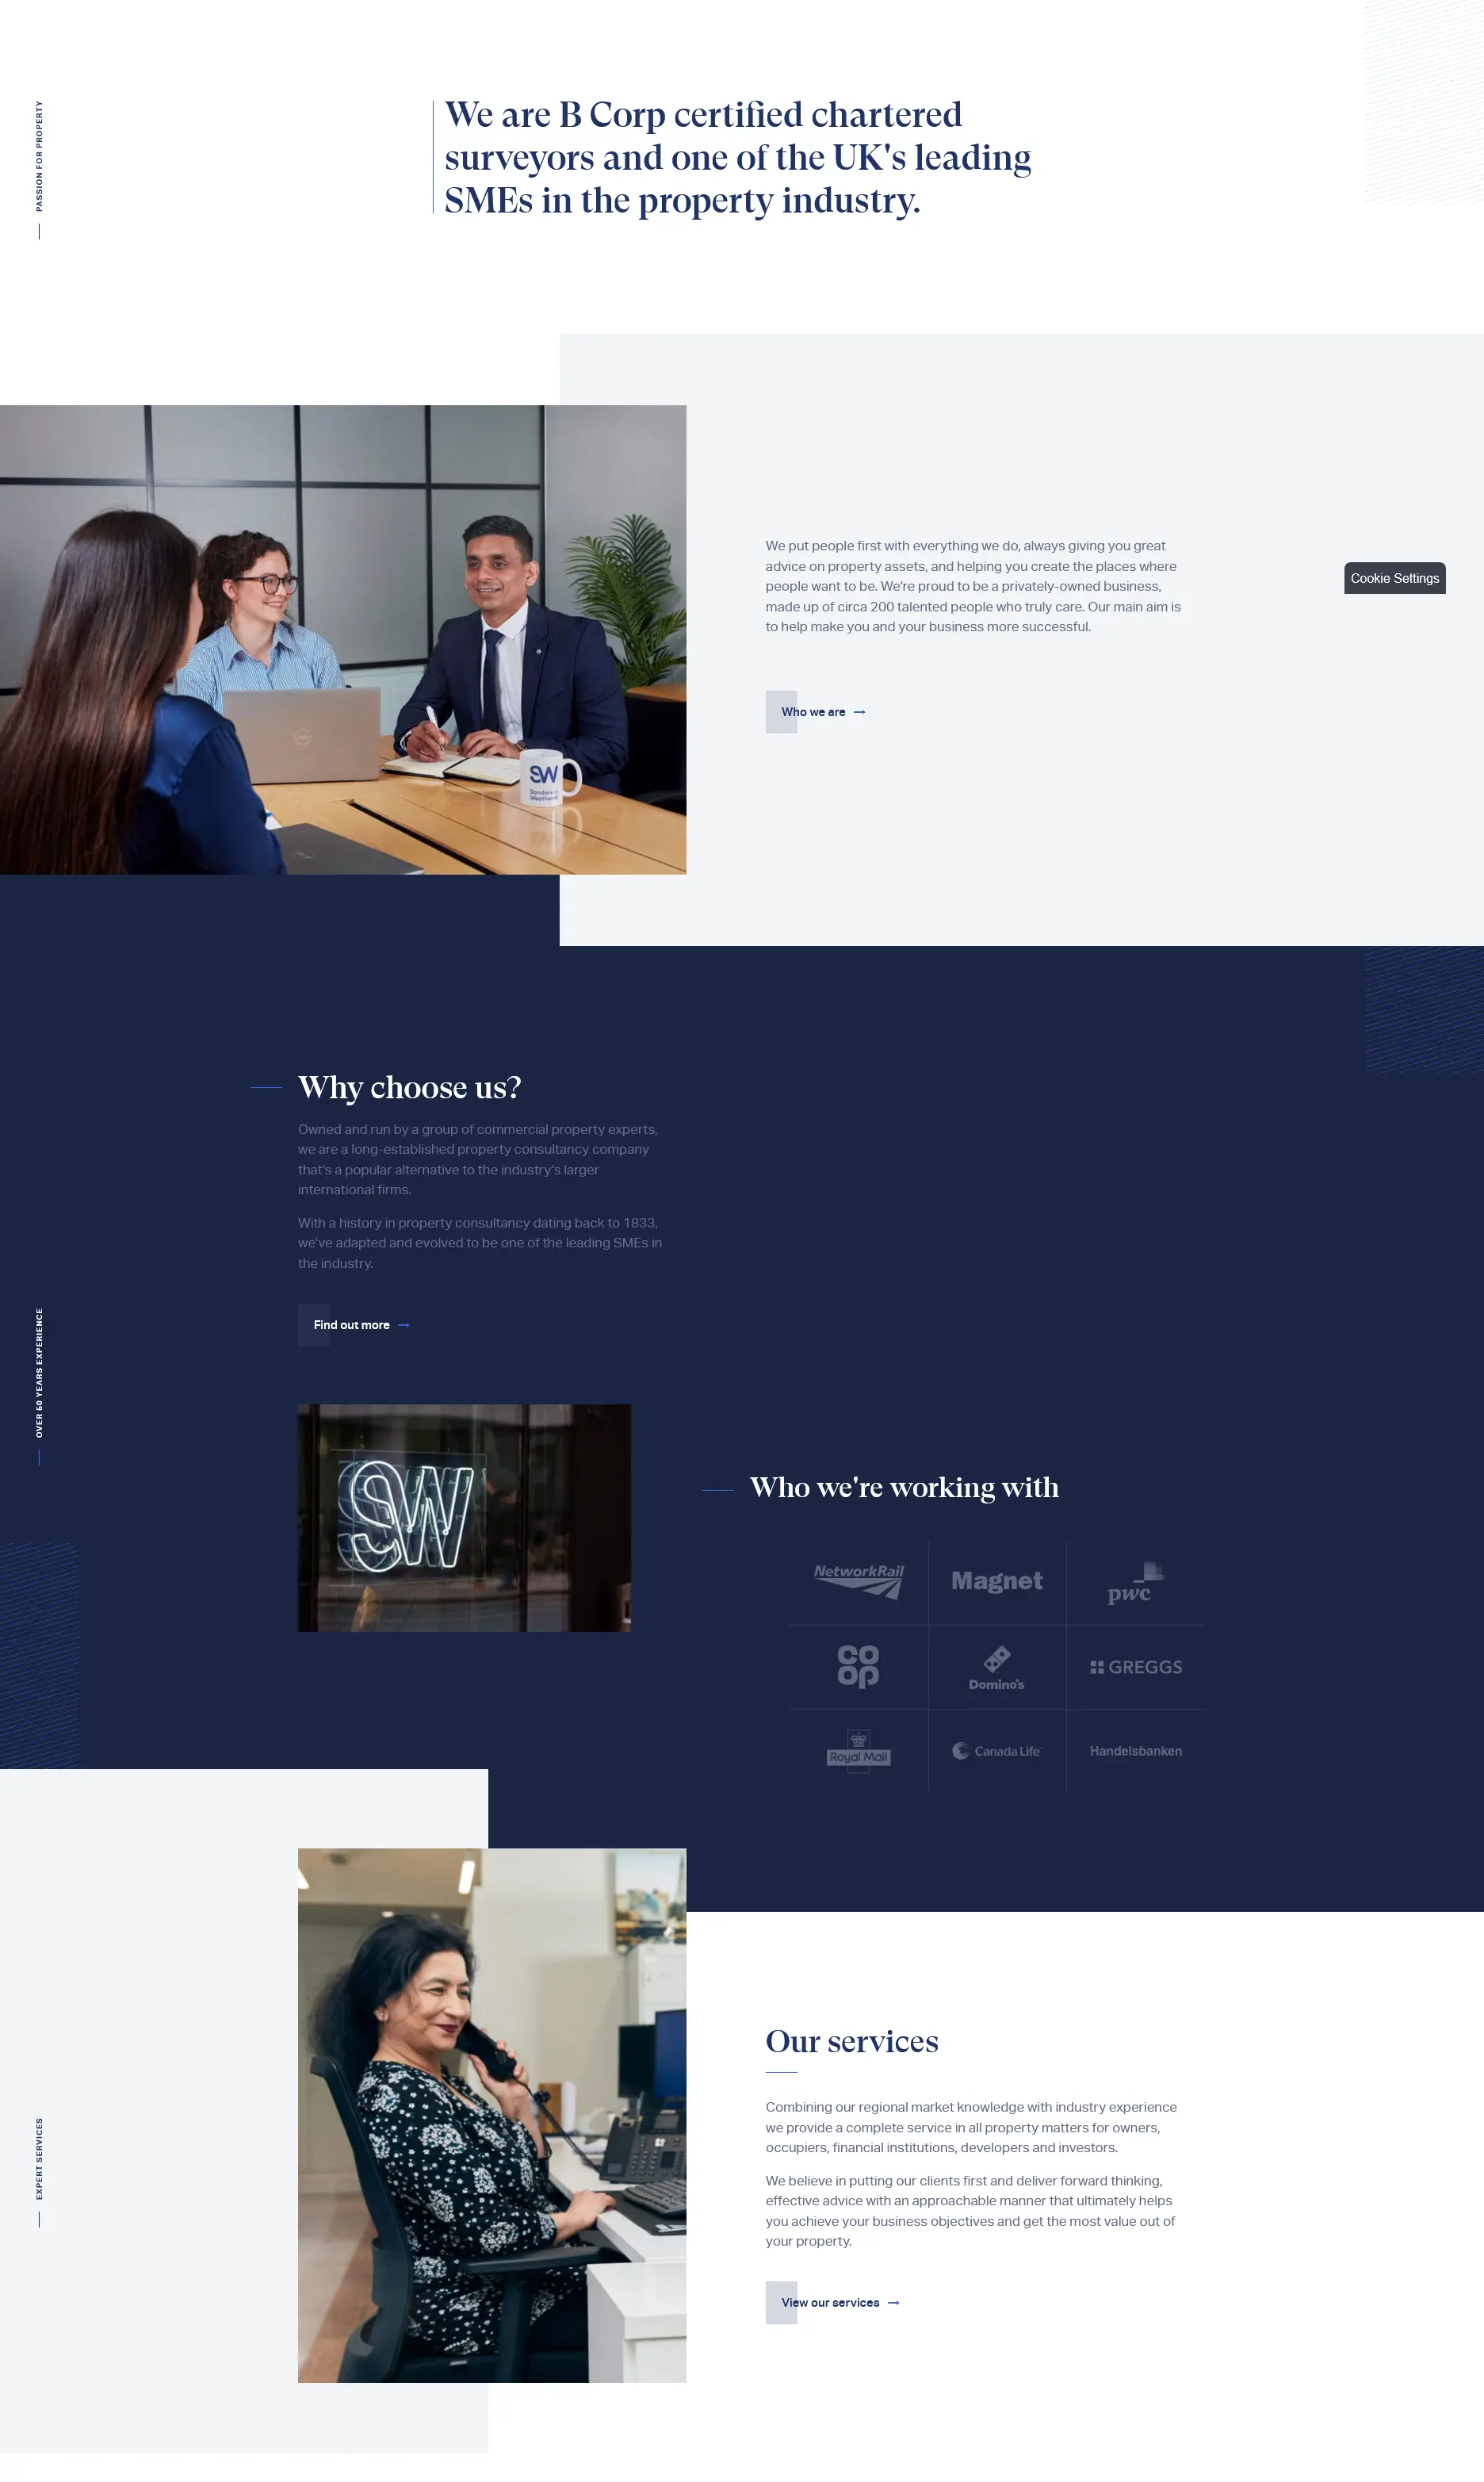 PASSION FOR PROPERTY
We are B Corp certified chartered
surveyors and one of the UK's leading
SMEs in the property industry.
We put people first with everything we do, always giving you great
advice on property assets, and helping you create the places where
people want to be. We're proud to be a privately-owned business,
made up of circa 200 talented people who truly care. Our main aim is
to help make you and your business more successful.
Cookie Settings
Who we are
SW
Sanderson
Weatherall
Why choose us?
Owned and run by a group of commercial property experts,
we are a long-established property consultancy company
that's a popular alternative to the industry's larger
international firms.
With a history in property consultancy dating back to 1833,
we've adapted and evolved to be one of the leading SMEs in
the industry.
Find out more
OVER 60 YEARS EXPERIENCE
SW
Who we're working with
NetworkRail
Magnet
pwc
CO
OP
Domino's
GREGGS
Royal Mail
Canada Life™
Handelsbanken
Our services
Combining our regional market knowledge with industry experience
we provide a complete service in all property matters for owners,
occupiers, financial institutions, developers and investors.
EXPERT SERVICES
We believe in putting our clients first and deliver forward thinking,
effective advice with an approachable manner that ultimately helps
you achieve your business objectives and get the most value out of
your property.
View our services